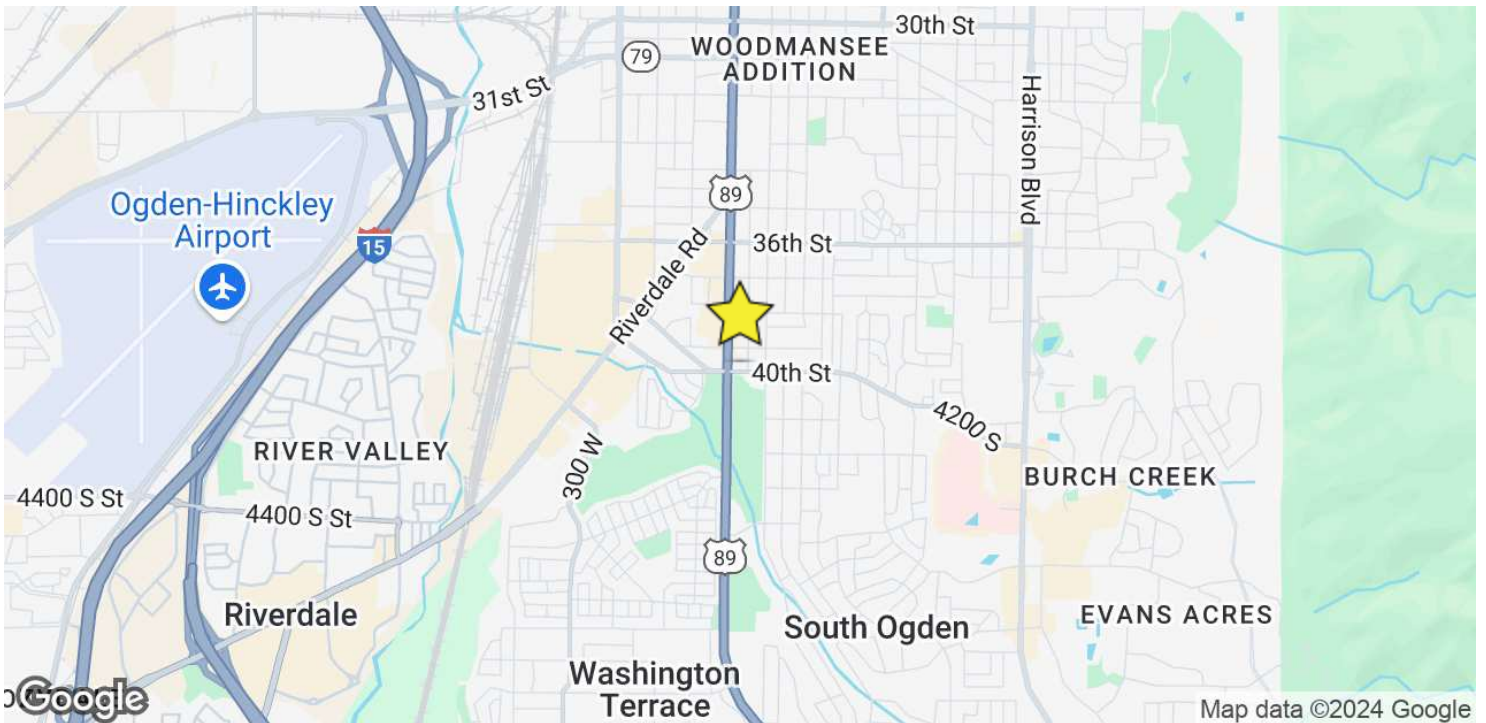 30th St
WOODMANSEE
ADDITION
79
31st St
Harrison Blvd
89
Ogden-Hinckley
Airport
15
36th St
Riverdale Rd
40th St
4200 S
RIVER VALLEY
300 W
BURCH CREEK
4400 S St
4400 S St
89
Riverdale
South Ogden
EVANS ACRES
Washington
Terrace
Google
Map data ©2024 Google